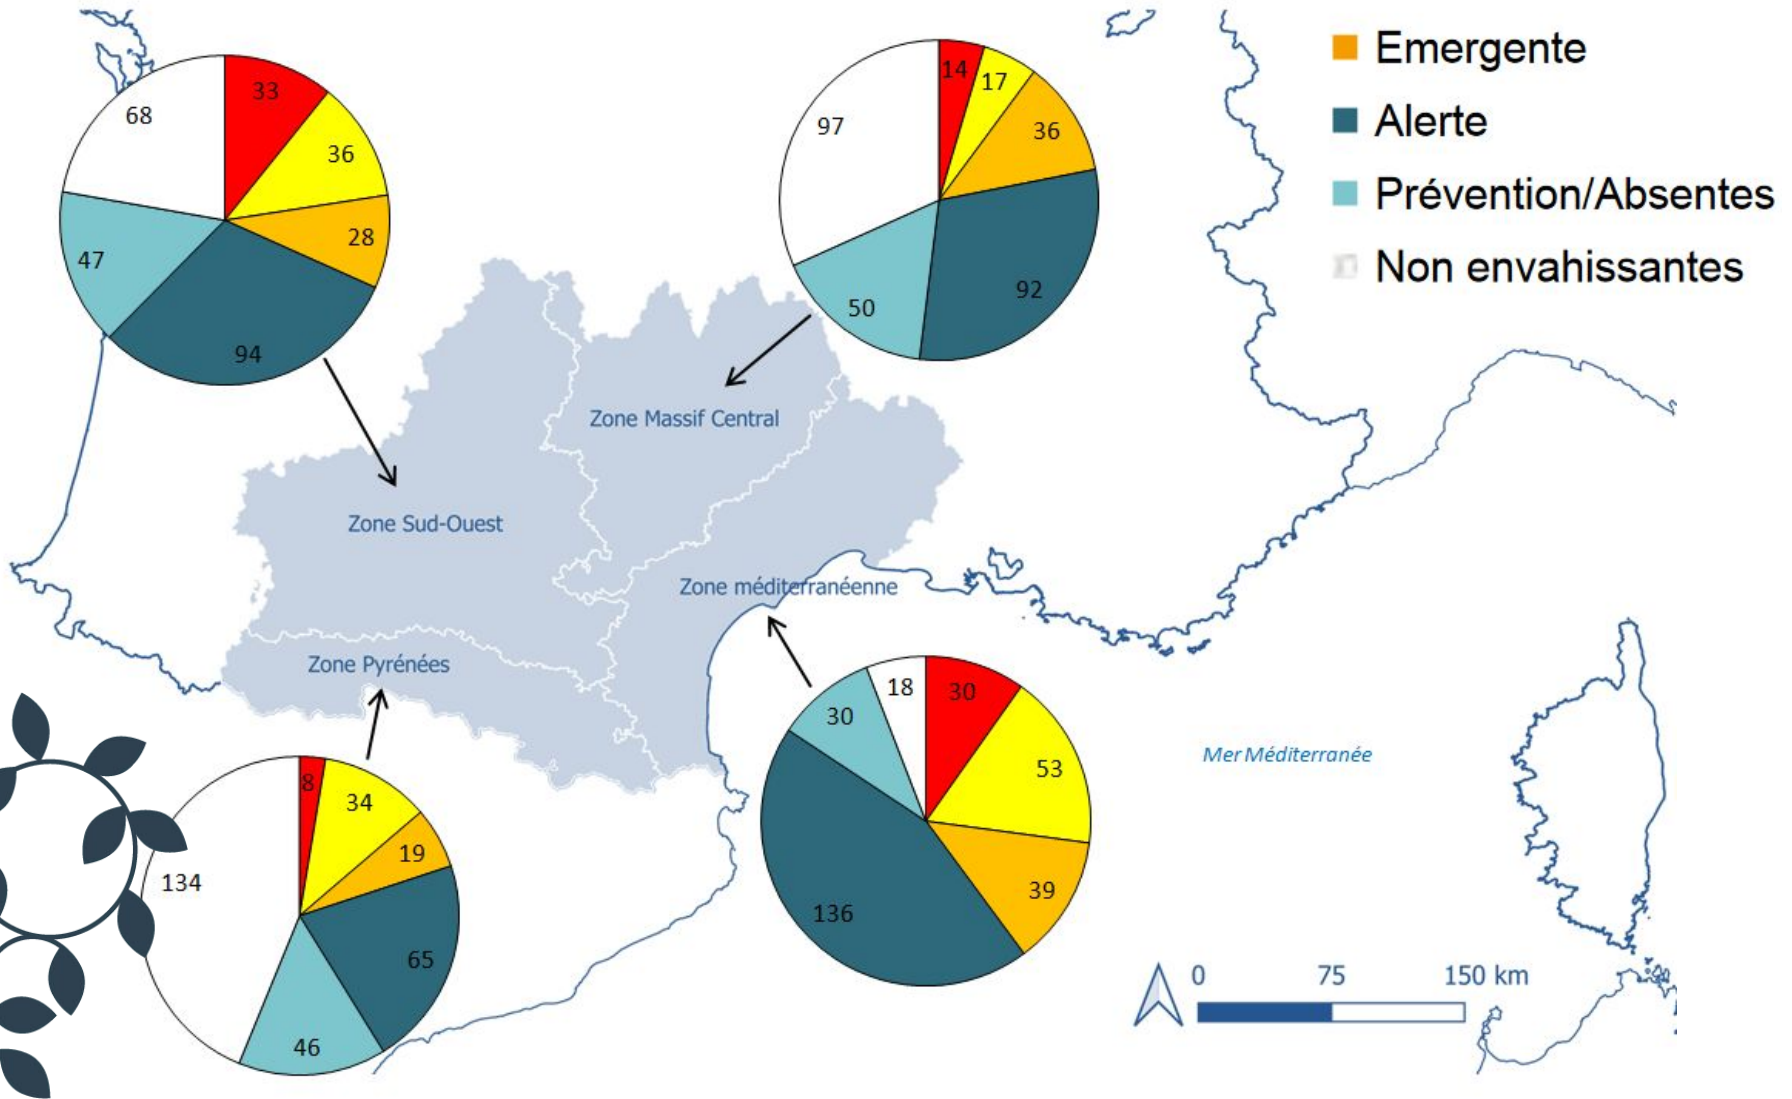 33
36
28
94
47
68
14
17
36
92
50
97
Emergente
Alerte
Prévention/Absentes
Non envahissantes
Zone Massif Central
Zone Sud-Ouest
Zone méditerranéenne
Zone Pyrénées
8
34
19
65
46
134
30
53
39
136
30
18
Mer Méditerranée
0 75 150 km